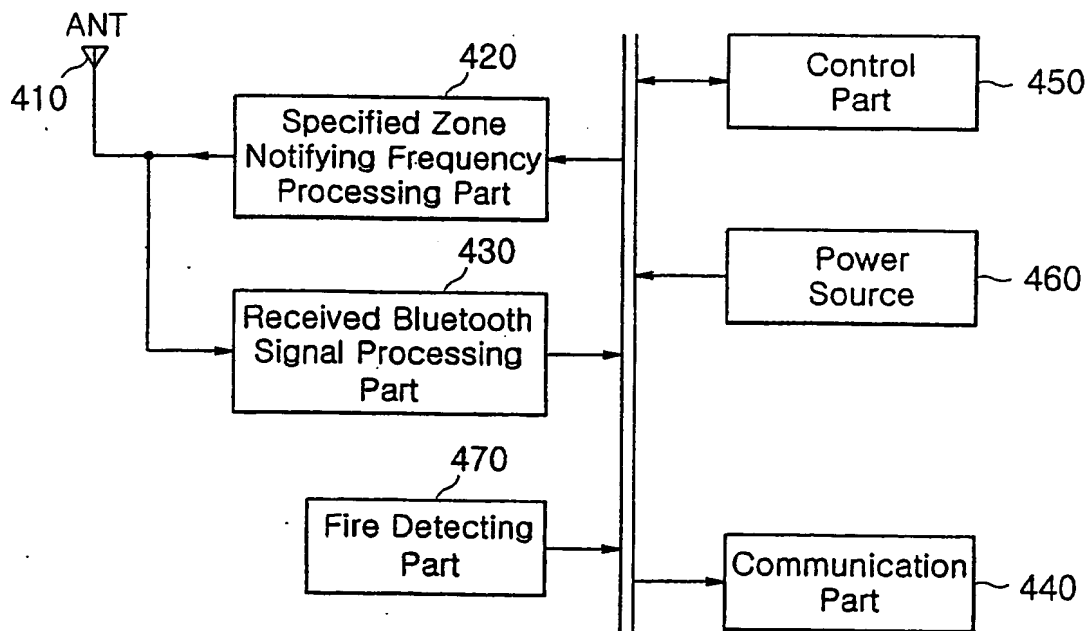 ANT
410
420
Specified Zone
Notifying Frequency
Processing Part
430
Received Bluetooth
Signal Processing
Part
470
Fire Detecting
Part
Control
Part
450
Power
Source
460
Communication
Part
440